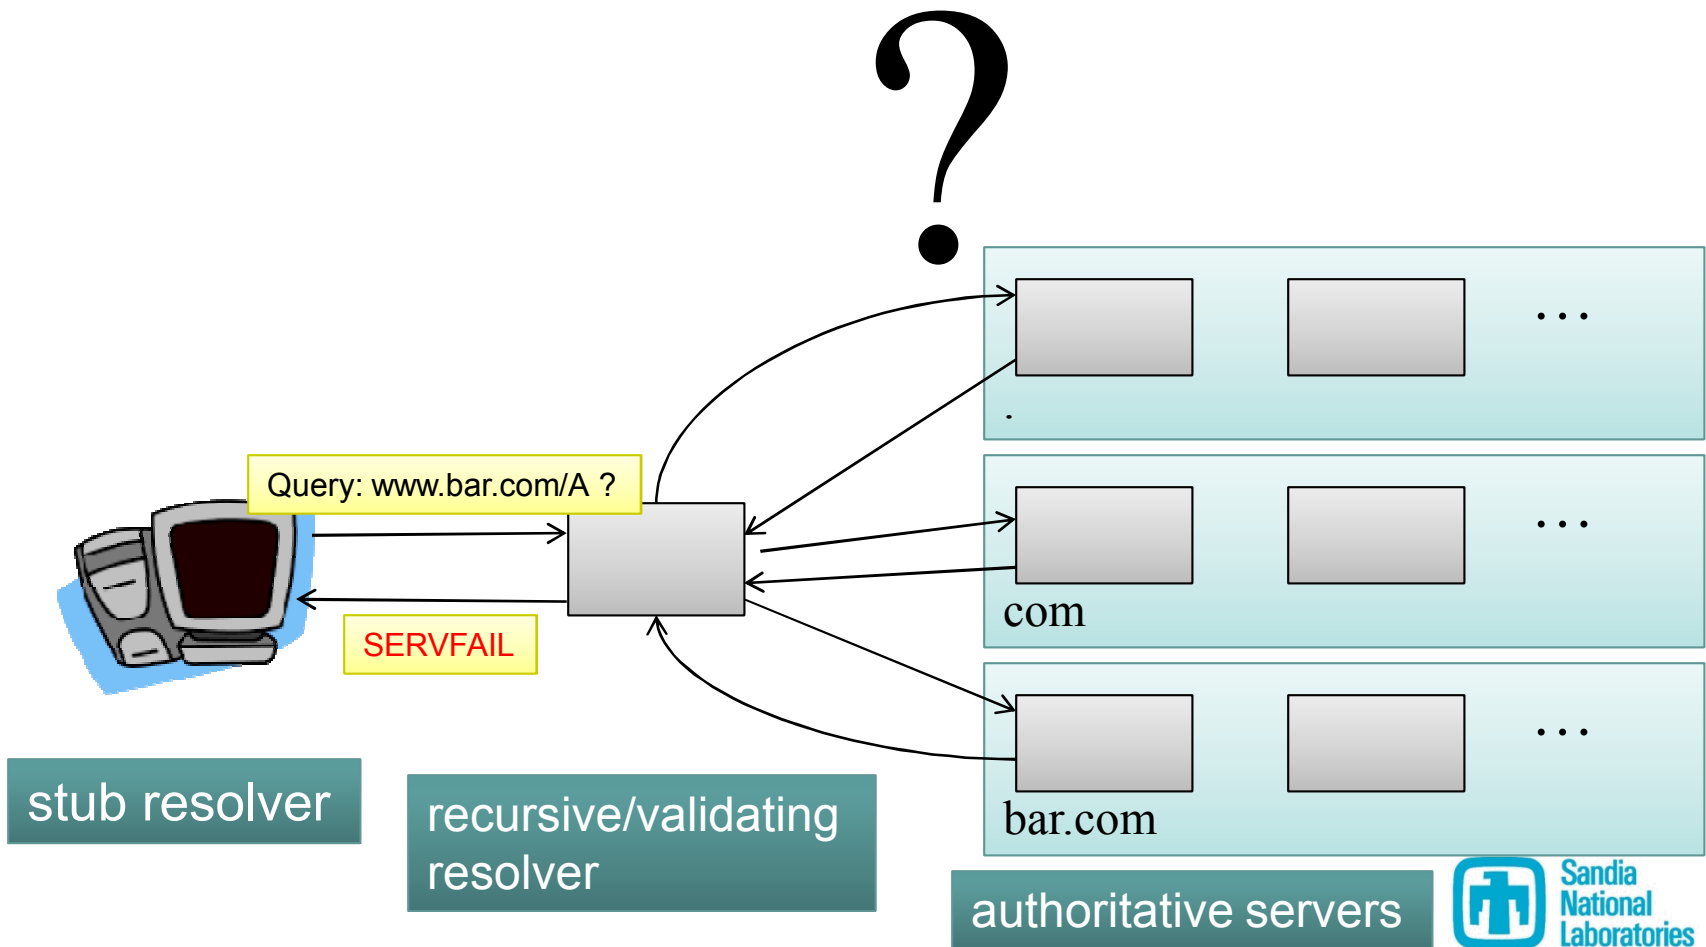 ?
...
...
.
Query: www.bar.com/A ?
...
com
SERVFAIL
...
bar.com
stub resolver
recursive/validating
resolver
authoritative servers
Sandia
National
Laboratories